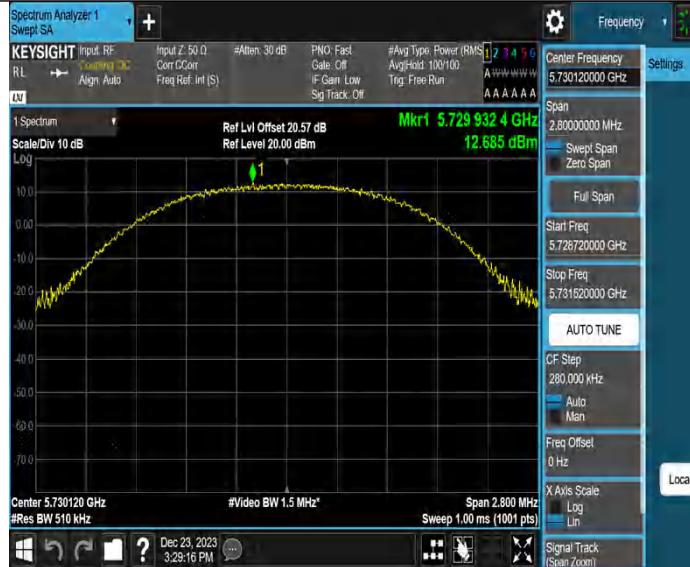 Spectrum Analyzer 1
Swept SA
+
Frequency
KEYSIGHT
RL
Input: RF
Coupling: DC
Align: Auto
Input Z: 50 Ω
Corr CCorr
Freq Ref: Int (S)
#Atten: 30 dB
PNO: Fast
Gate: Off
IF Gain: Low
Sig Track: Off
#Avg Type: Power (RMS
Avg|Hold: 100/100
Trig: Free Run
1 2 3 4 5 6
A W W W W W
A A A A A A
LXI
1 Spectrum
Scale/Div 10 dB
Log
Ref Lvl Offset 20.57 dB
Ref Level 20.00 dBm
Mkr1 5.729 932 4 GHz
12.685 dBm
1
10.0
0.00
-10.0
-20.0
-30.0
-40.0
-50.0
-60.0
-70.0
Center 5.730120 GHz
#Res BW 510 kHz
#Video BW 1.5 MHz*
Span 2.800 MHz
Sweep 1.00 ms (1001 pts)
?
Dec 23, 2023
3:29:16 PM
Center Frequency
5.730120000 GHz
Settings
Span
2.80000000 MHz
Swept Span
Zero Span
Full Span
Start Freq
5.728720000 GHz
Stop Freq
5.731520000 GHz
AUTO TUNE
CF Step
280.000 kHz
Auto
Man
Freq Offset
0 Hz
X Axis Scale
Log
Lin
Loca
Signal Track
(Span Zoom)